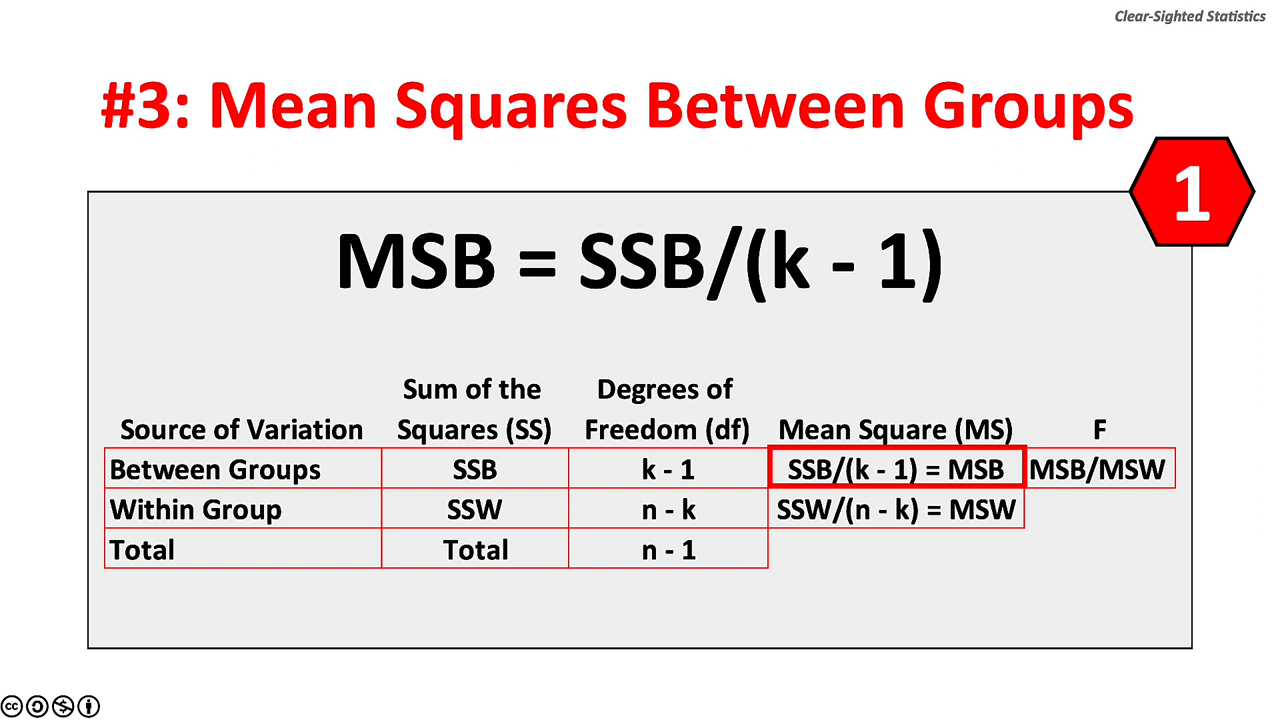 Clear-Sighted Statistics
#3: Mean Squares Between Groups
1
MSB = SSB/(k - 1)
Sum of the Degrees of
Source of Variation Squares (SS) Freedom (df) Mean Square (MS) F
Between Groups SSB k - 1 SSB/(k - 1) = MSB MSB/MSW
Within Group SSW n - k SSW/(n - k) = MSW
Total Total n - 1
cc